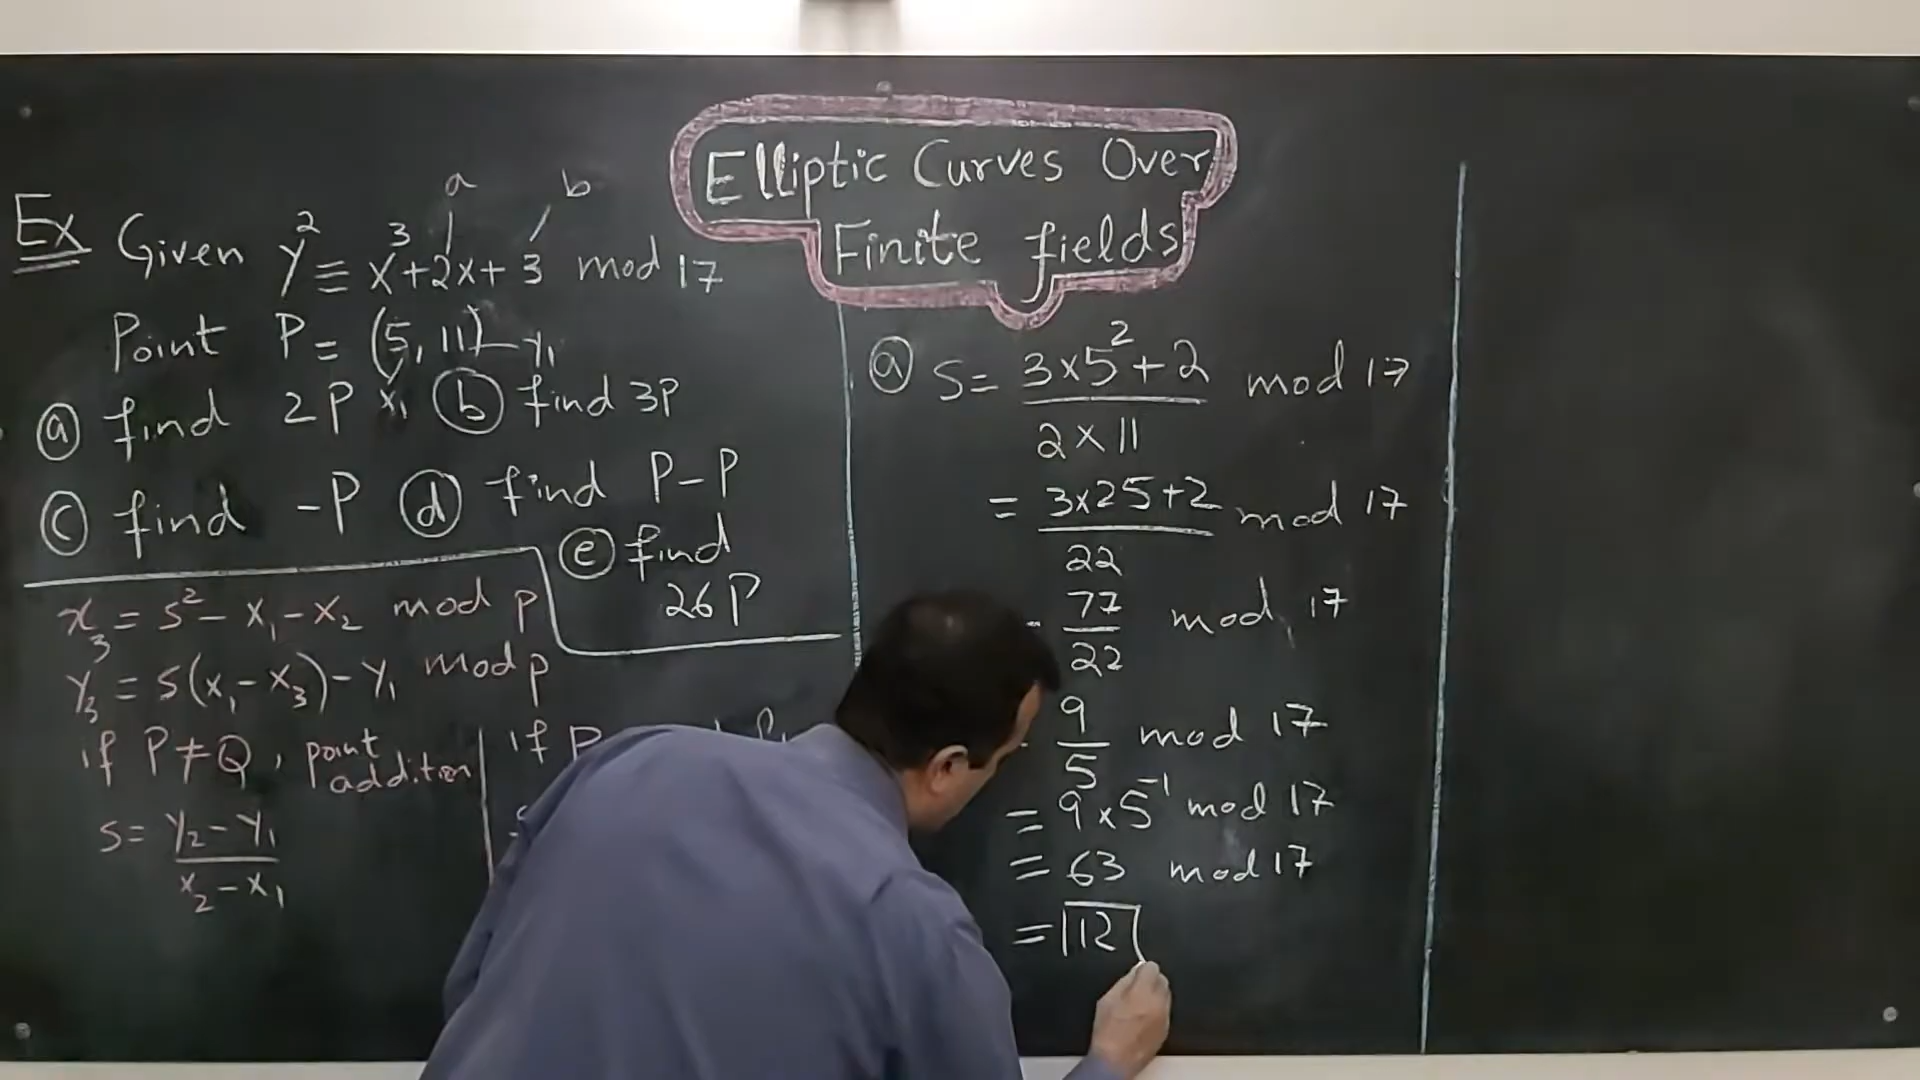 Elliptic Curves Over
Finite fields
a b
Ex Given y² ≡ x³+2x+3 mod 17
Point P = (5, 11) y₁
x₁
ⓐ find 2P ⓑ find 3P
ⓒ find -P ⓓ find P-P
ⓔ find
26P
x₃ = s² - x₁ - x₂ mod p
y₃ = s(x₁ - x₃) - y₁ mod p
if P ≠ Q, point
addition
s = (y₂ - y₁)/(x₂ - x₁)
if P
ⓐ S = (3×5²+2)/(2×11) mod 17
= (3×25+2)/22 mod 17
77/22 mod 17
9/5 mod 17
= 9×5⁻¹ mod 17
= 63 mod 17
= 12